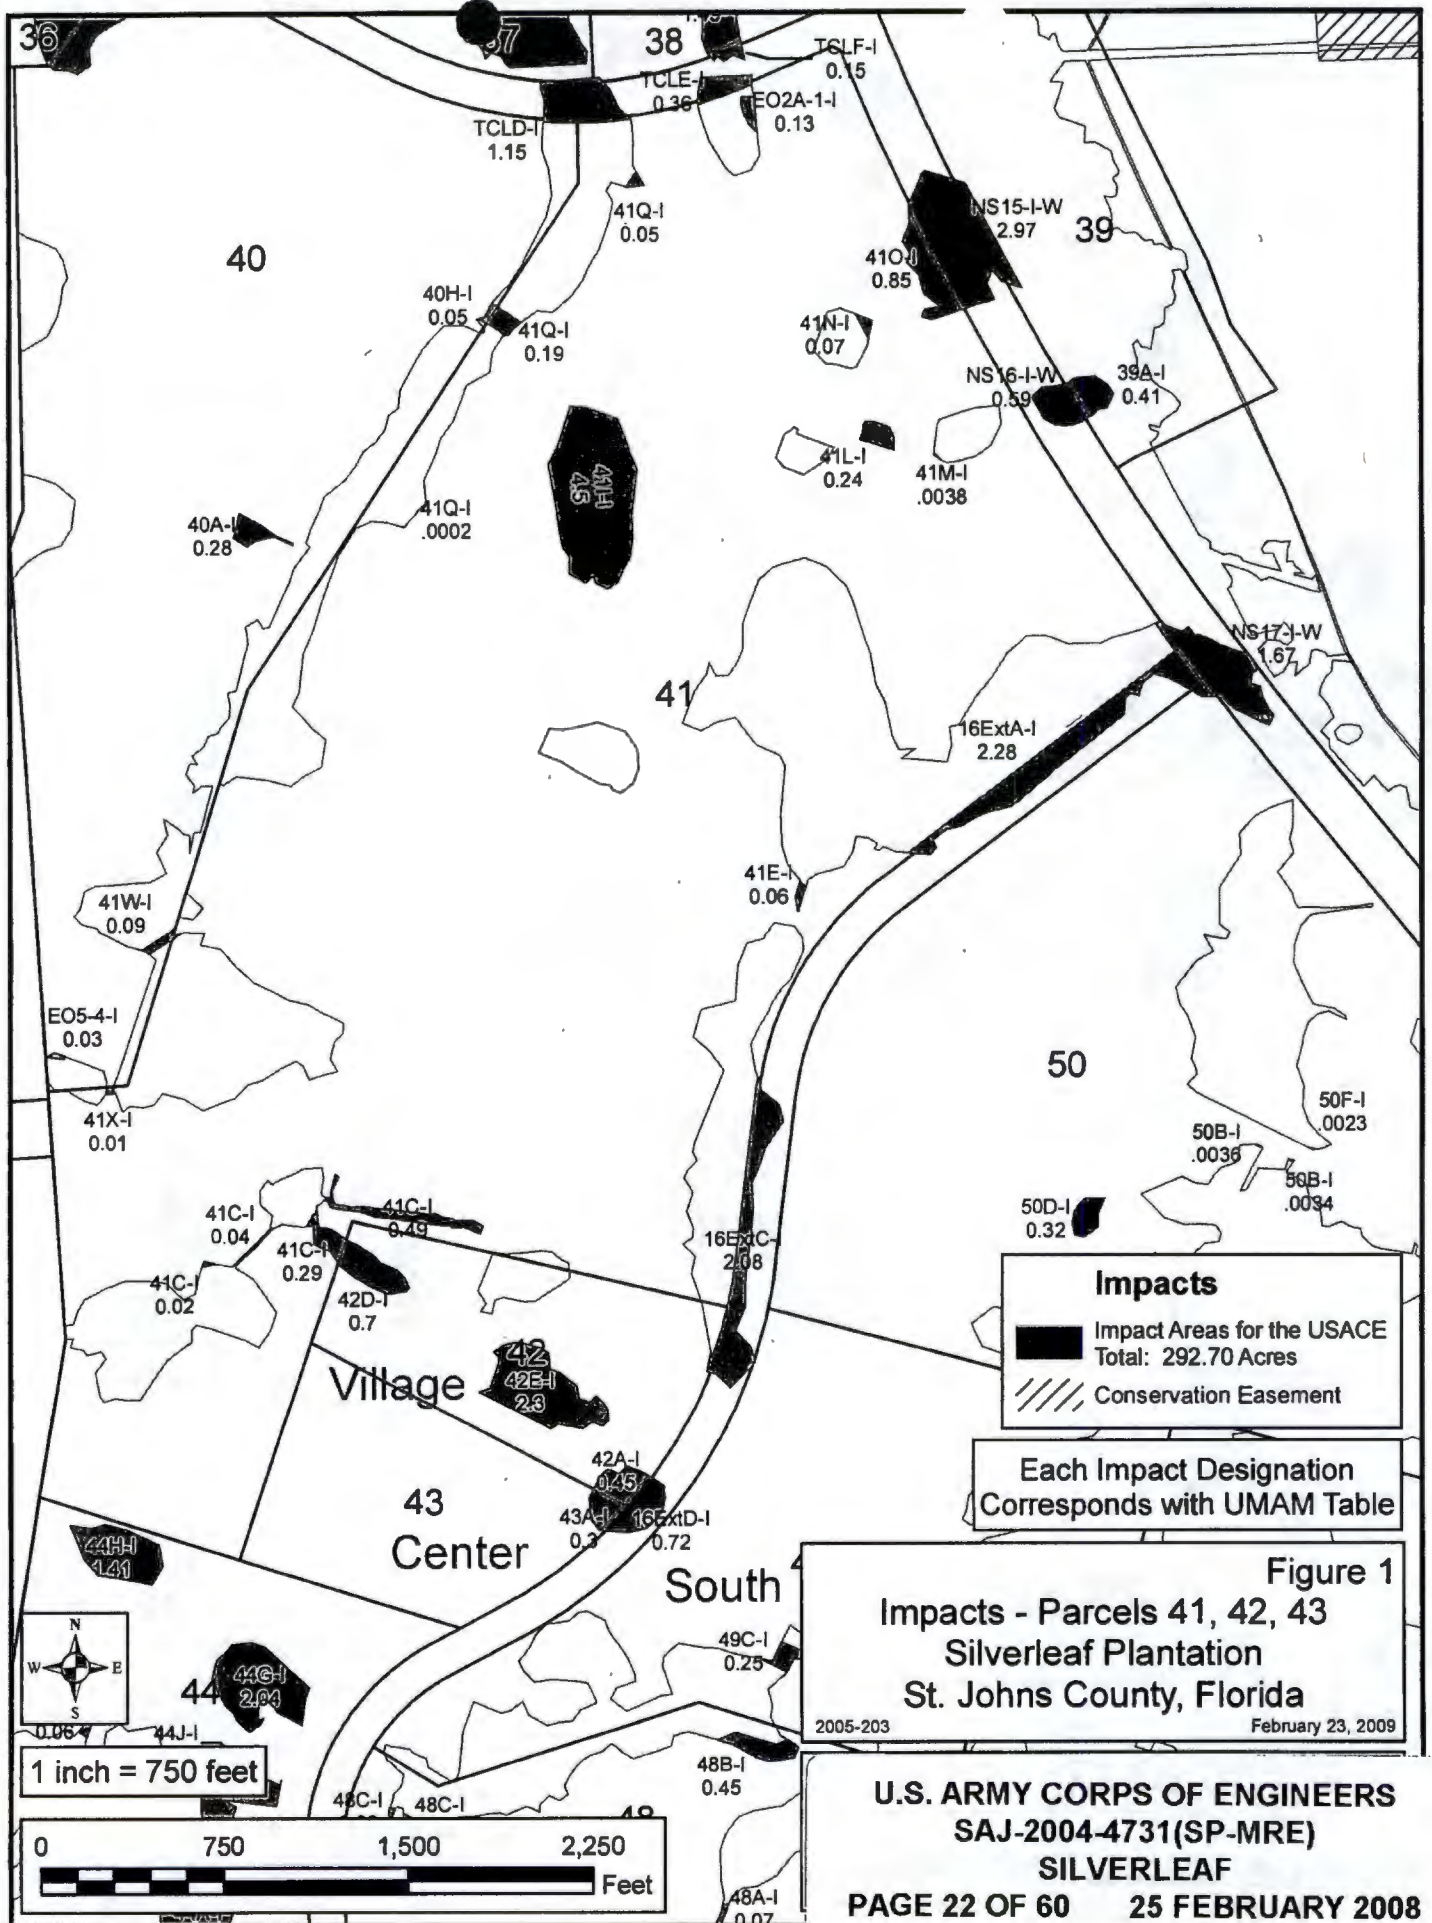 36
37
38
TCLF-I
0.15
TCLE-I
0.36
EO2A-1-I
0.13
TCLD-I
1.15
41Q-I
0.05
NS15-I-W
2.97
39
40
41O-I
0.85
40H-I
0.05
41Q-I
0.19
41N-I
0.07
NS16-I-W
0.59
39A-I
0.41
41L-I
0.24
41M-I
.0038
4.5
41Q-I
.0002
40A-I
0.28
NS17-I-W
1.67
41
16ExtA-I
2.28
41E-I
0.06
41W-I
0.09
EO5-4-I
0.03
50
41X-I
0.01
50F-I
.0023
50B-I
.0036
50B-I
.0034
50D-I
0.32
41C-I
0.49
41C-I
0.04
41C-I
0.29
41C-I
0.02
42D-I
0.7
16ExtC-I
2.08
42
42E-I
2.3
Village
42A-I
0.45
43
43A-I
0.3
16ExtD-I
0.72
Center
South
44H-I
1.41
49C-I
0.25
44
44G-I
2.04
0.06
44J-I
48B-I
0.45
48C-I
48C-I
48
48A-I
0.07
Impacts
Impact Areas for the USACE
Total: 292.70 Acres
Conservation Easement
Each Impact Designation
Corresponds with UMAM Table
Figure 1
Impacts - Parcels 41, 42, 43
Silverleaf Plantation
St. Johns County, Florida
2005-203
February 23, 2009
N
W E
S
1 inch = 750 feet
0 750 1,500 2,250
Feet
U.S. ARMY CORPS OF ENGINEERS
SAJ-2004-4731(SP-MRE)
SILVERLEAF
PAGE 22 OF 60 25 FEBRUARY 2008